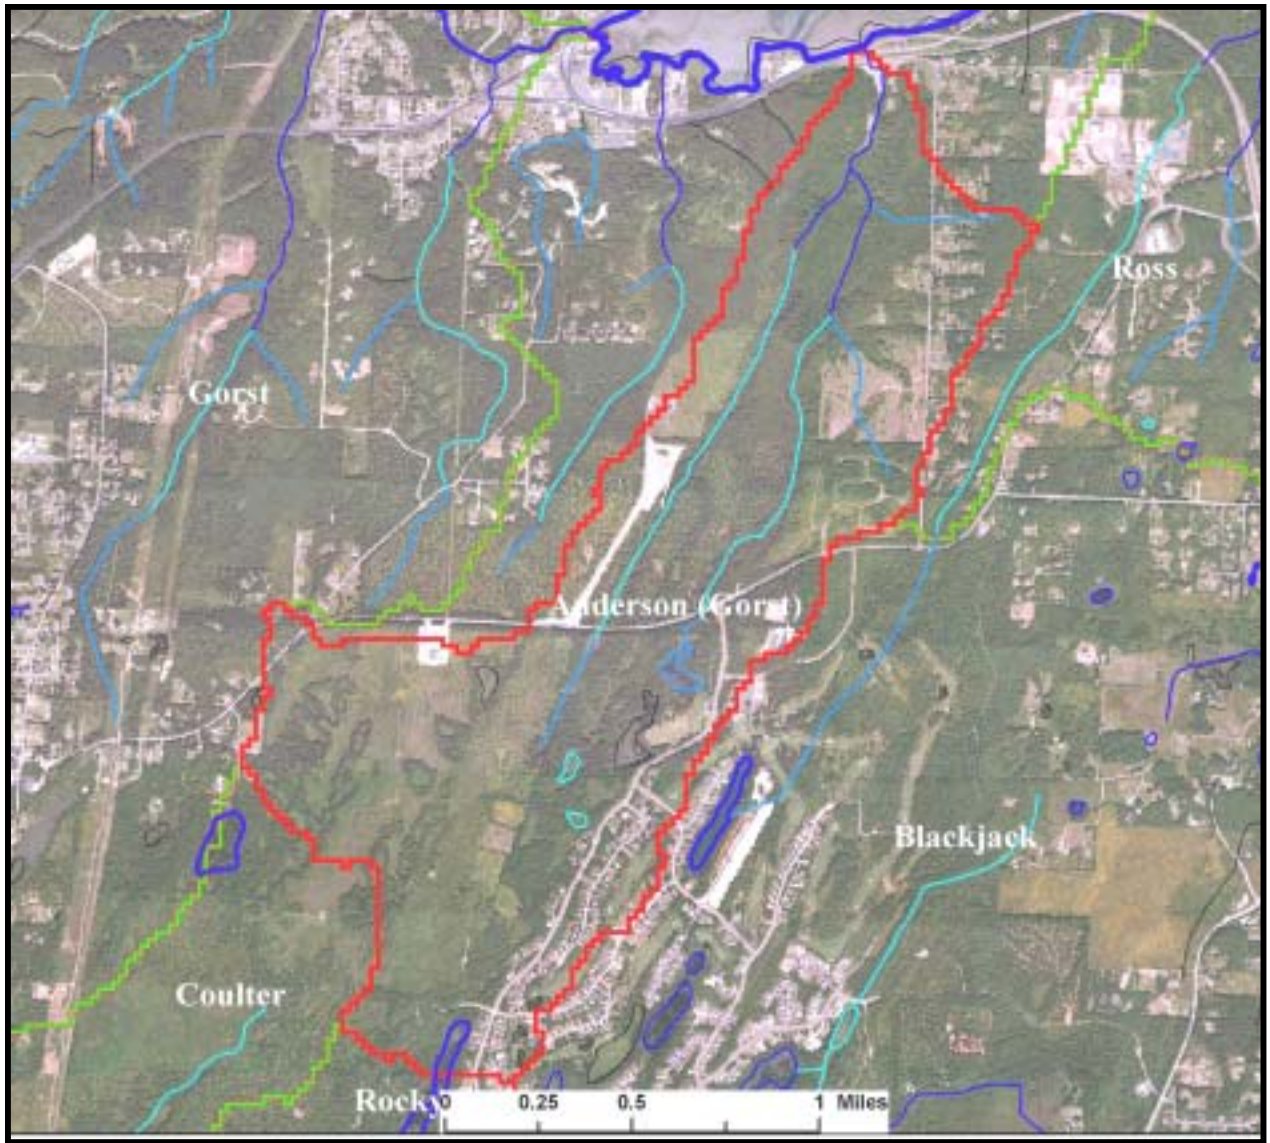 Ross
Gorst
Anderson (Gorst)
Blackjack
Coulter
Rocky
0 0.25 0.5 1 Miles